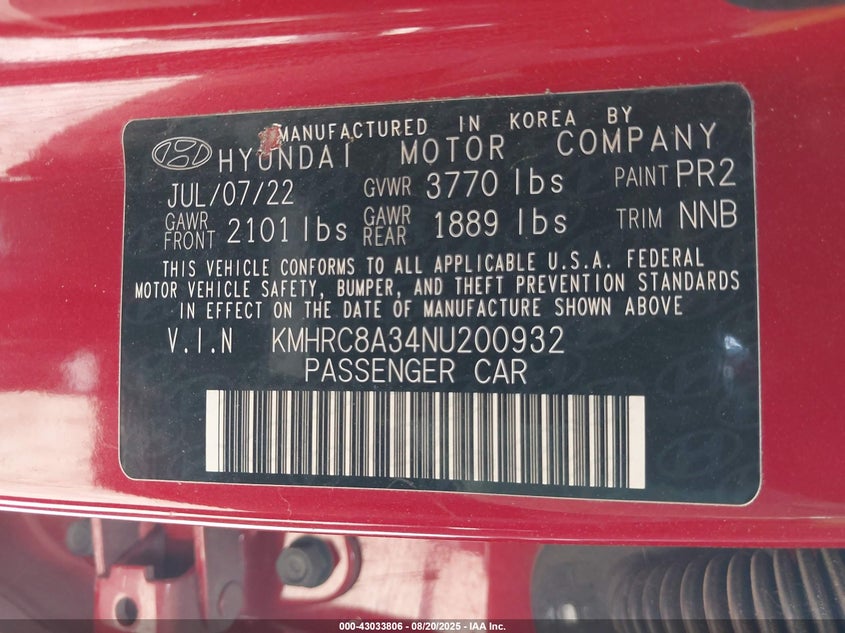 MANUFACTURED IN KOREA BY
HYUNDAI MOTOR COMPANY
JUL/07/22 GVWR 3770 lbs PAINT PR2
GAWR FRONT 2101 lbs GAWR REAR 1889 lbs TRIM NNB
THIS VEHICLE CONFORMS TO ALL APPLICABLE U.S.A. FEDERAL
MOTOR VEHICLE SAFETY, BUMPER, AND THEFT PREVENTION STANDARDS
IN EFFECT ON THE DATE OF MANUFACTURE SHOWN ABOVE
V.I.N KMHRC8A34NU200932
PASSENGER CAR
000-43033806 - 08/20/2025 - IAA Inc.